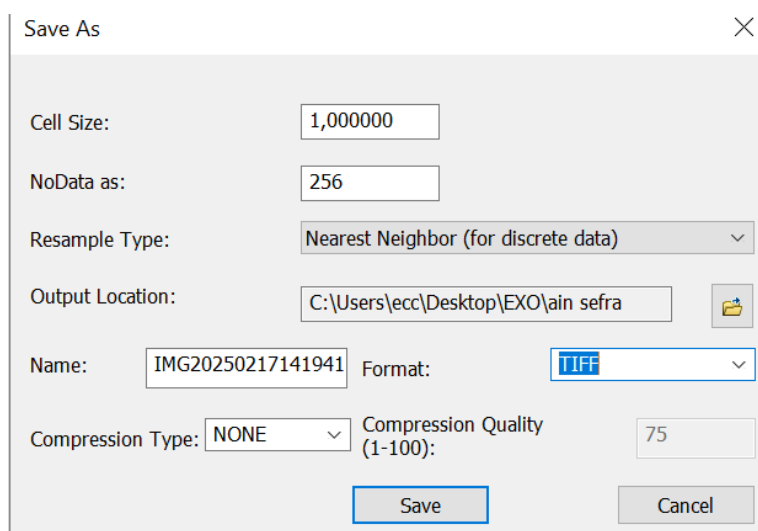 Save As
Cell Size: 1,000000
NoData as: 256
Resample Type: Nearest Neighbor (for discrete data)
Output Location: C:\Users\ecc\Desktop\EXO\ain sefra
Name: IMG20250217141941 Format: TIFF
Compression Type: NONE Compression Quality
(1-100): 75
Save Cancel